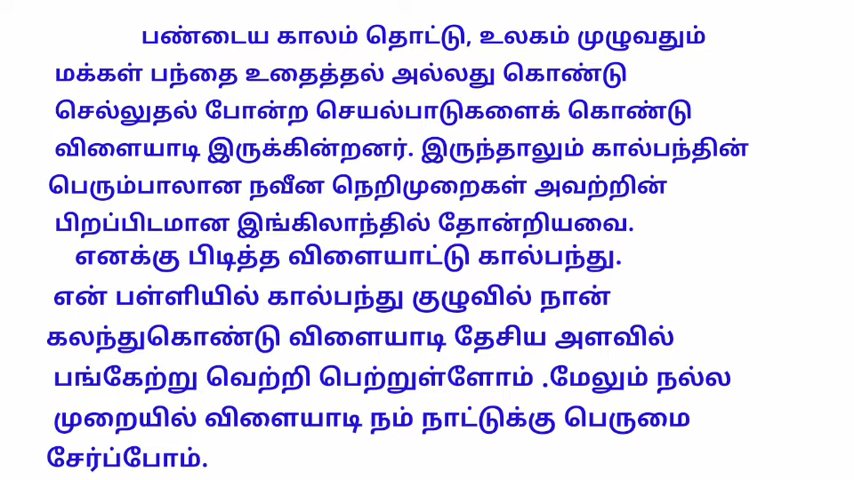 பண்டைய காலம் தொட்டு, உலகம் முழுவதும்
மக்கள் பந்தை உதைத்தல் அல்லது கொண்டு
செல்லுதல் போன்ற செயல்பாடுகளைக் கொண்டு
விளையாடி இருக்கின்றனர். இருந்தாலும் கால்பந்தின்
பெரும்பாலான நவீன நெறிமுறைகள் அவற்றின்
பிறப்பிடமான இங்கிலாந்தில் தோன்றியவை.
எனக்கு பிடித்த விளையாட்டு கால்பந்து.
என் பள்ளியில் கால்பந்து குழுவில் நான்
கலந்துகொண்டு விளையாடி தேசிய அளவில்
பங்கேற்று வெற்றி பெற்றுள்ளோம் .மேலும் நல்ல
முறையில் விளையாடி நம் நாட்டுக்கு பெருமை
சேர்ப்போம்.